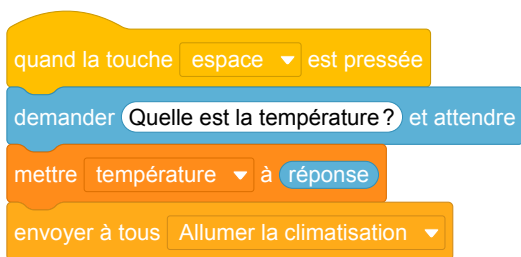 quand la touche espace est pressée
demander Quelle est la température ? et attendre
mettre température à réponse
envoyer à tous Allumer la climatisation